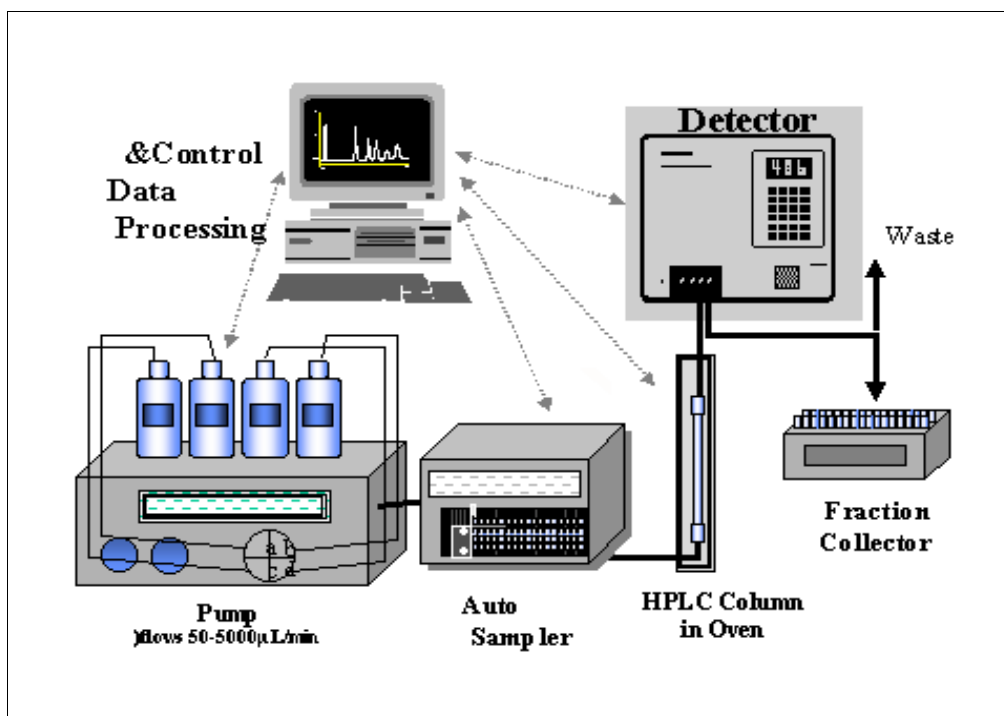 Detector
486
&Control
Data
Processing
Waste
a b
c d
Pump
)flows 50-5000µL/min
Auto
Sampler
HPLC Column
in Oven
Fraction
Collector